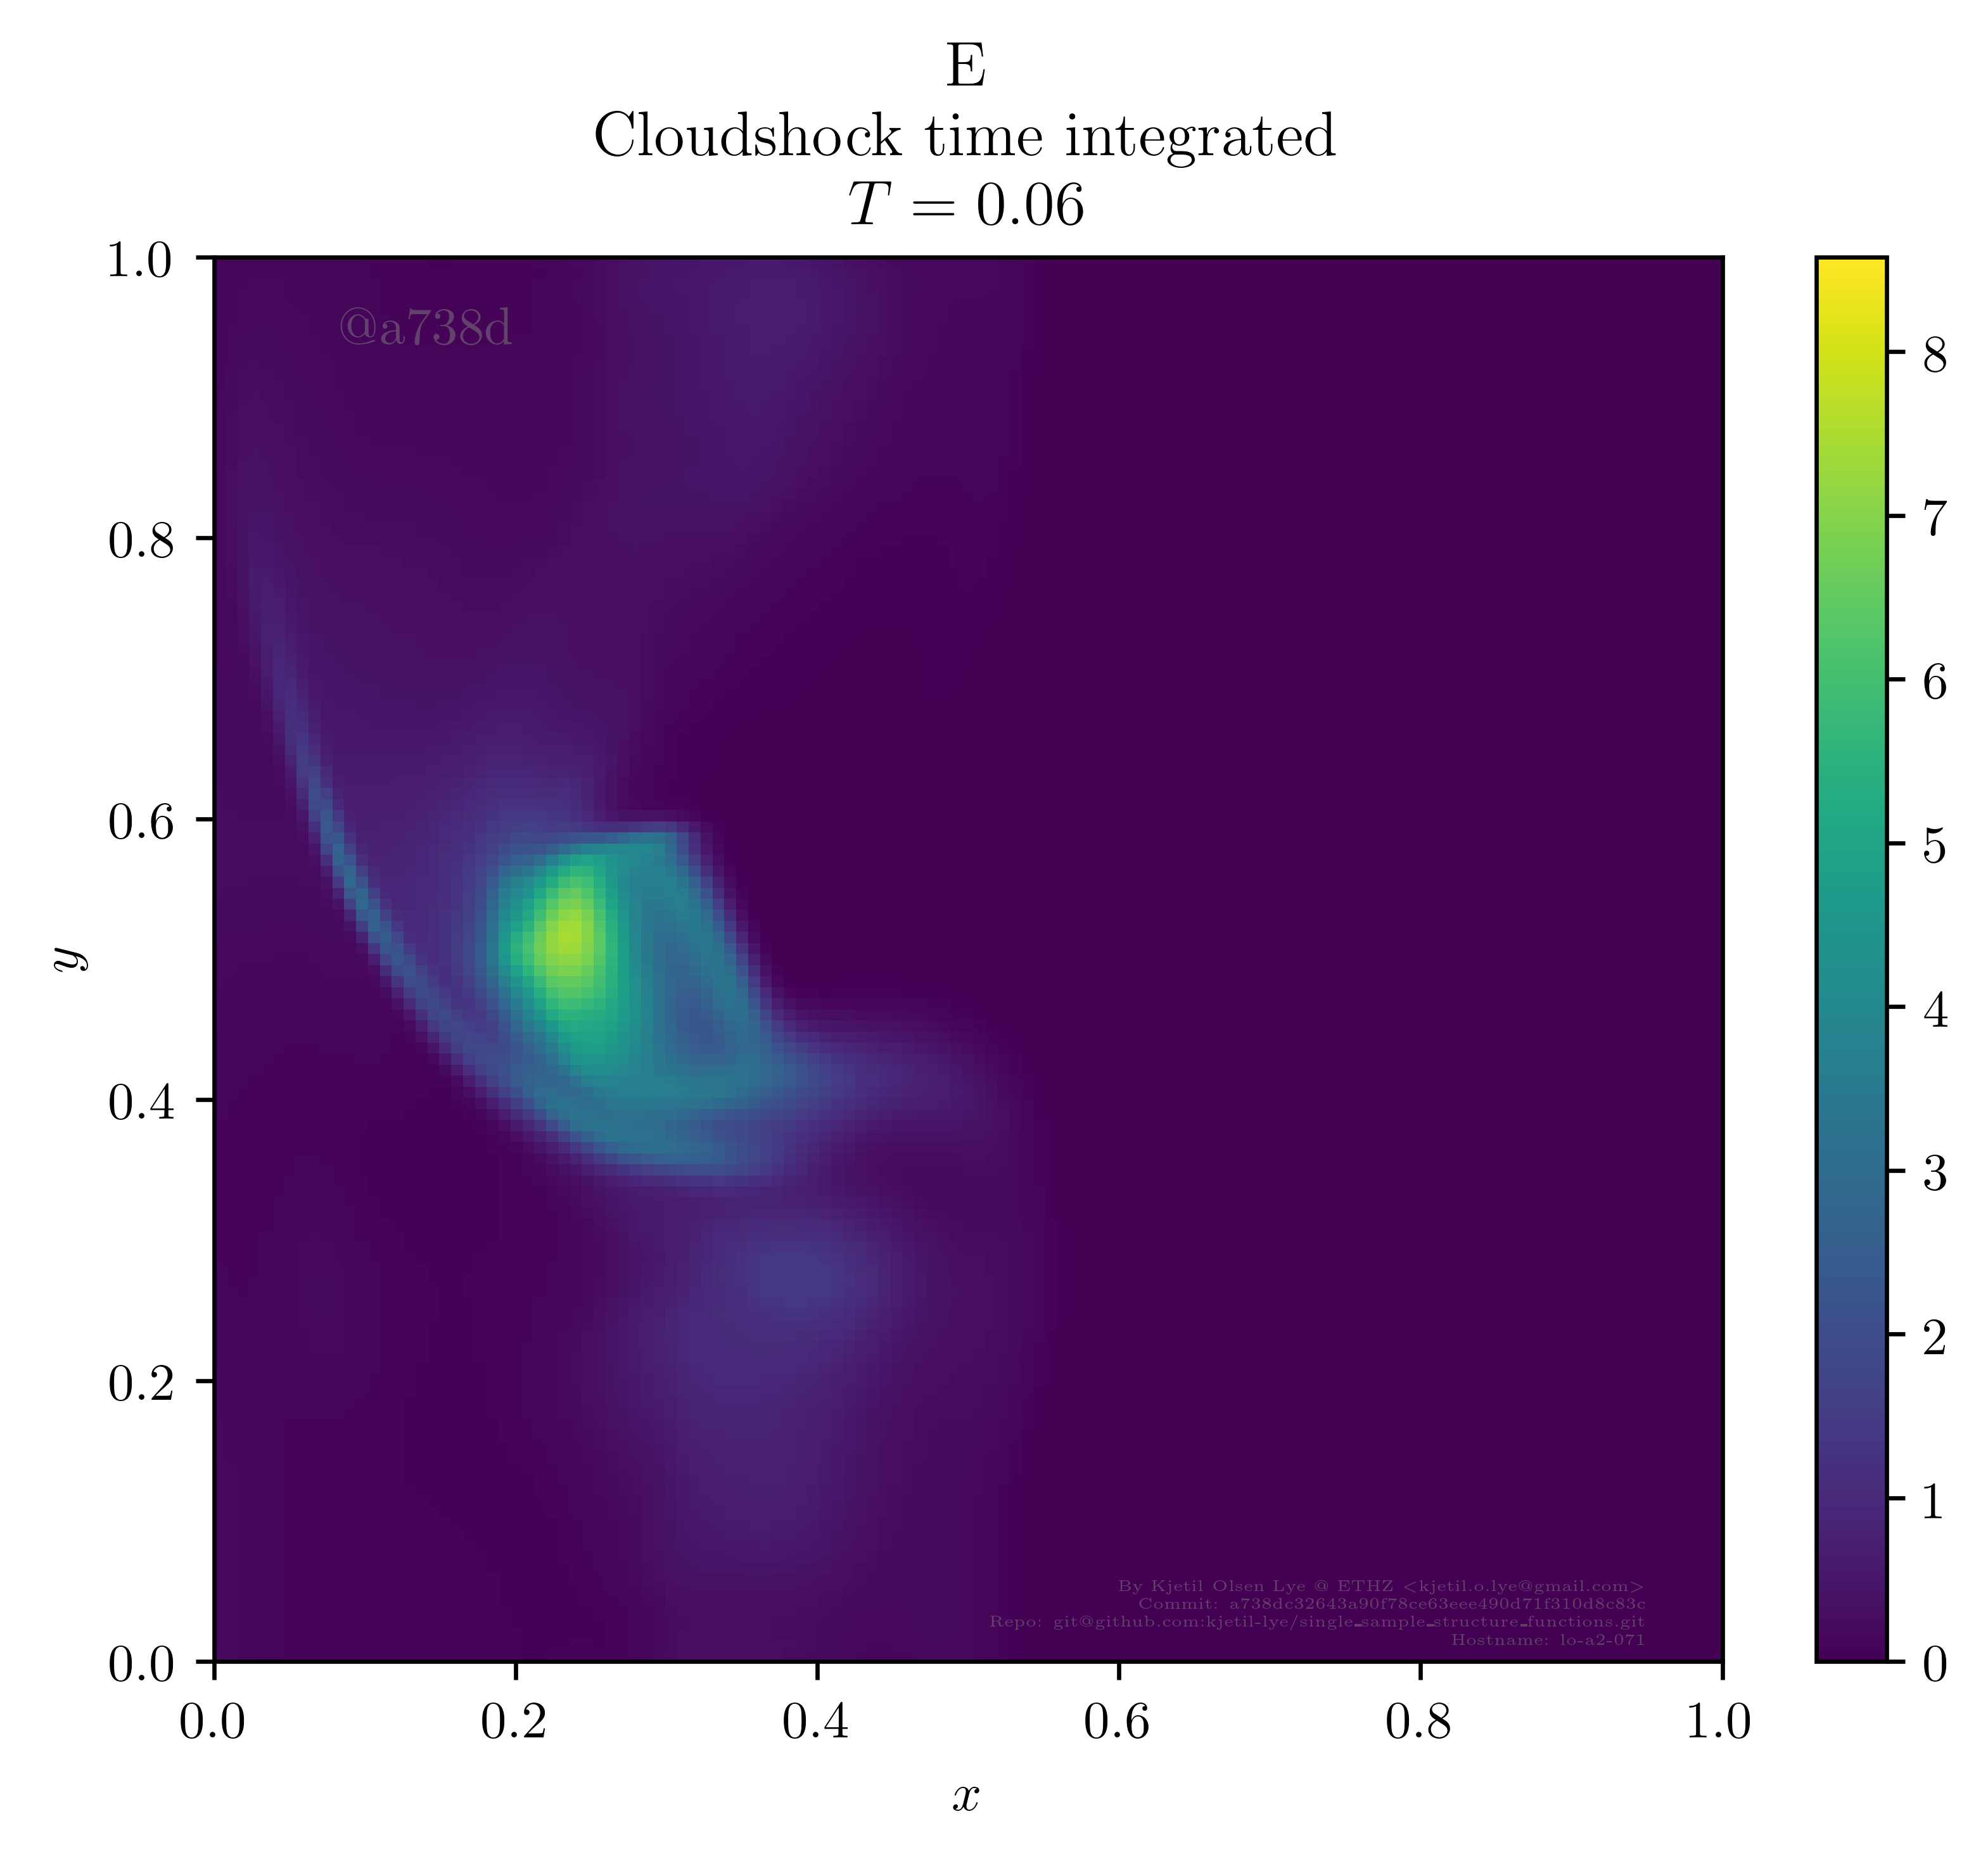 E
Cloudshock time integrated
T = 0.06
1.0
@a738d
8
0.8
7
6
0.6
5
y
4
0.4
3
2
0.2
1
By Kjetil Olsen Lye @ ETHZ <kjetil.o.lye@gmail.com>
Commit: a738dc32643a90f78ce63eee490d71f310d8c83c
Repo: git@github.com:kjetil-lye/single_sample_structure_functions.git
Hostname: lo-a2-071
0.0
0
0.0 0.2 0.4 0.6 0.8 1.0
x